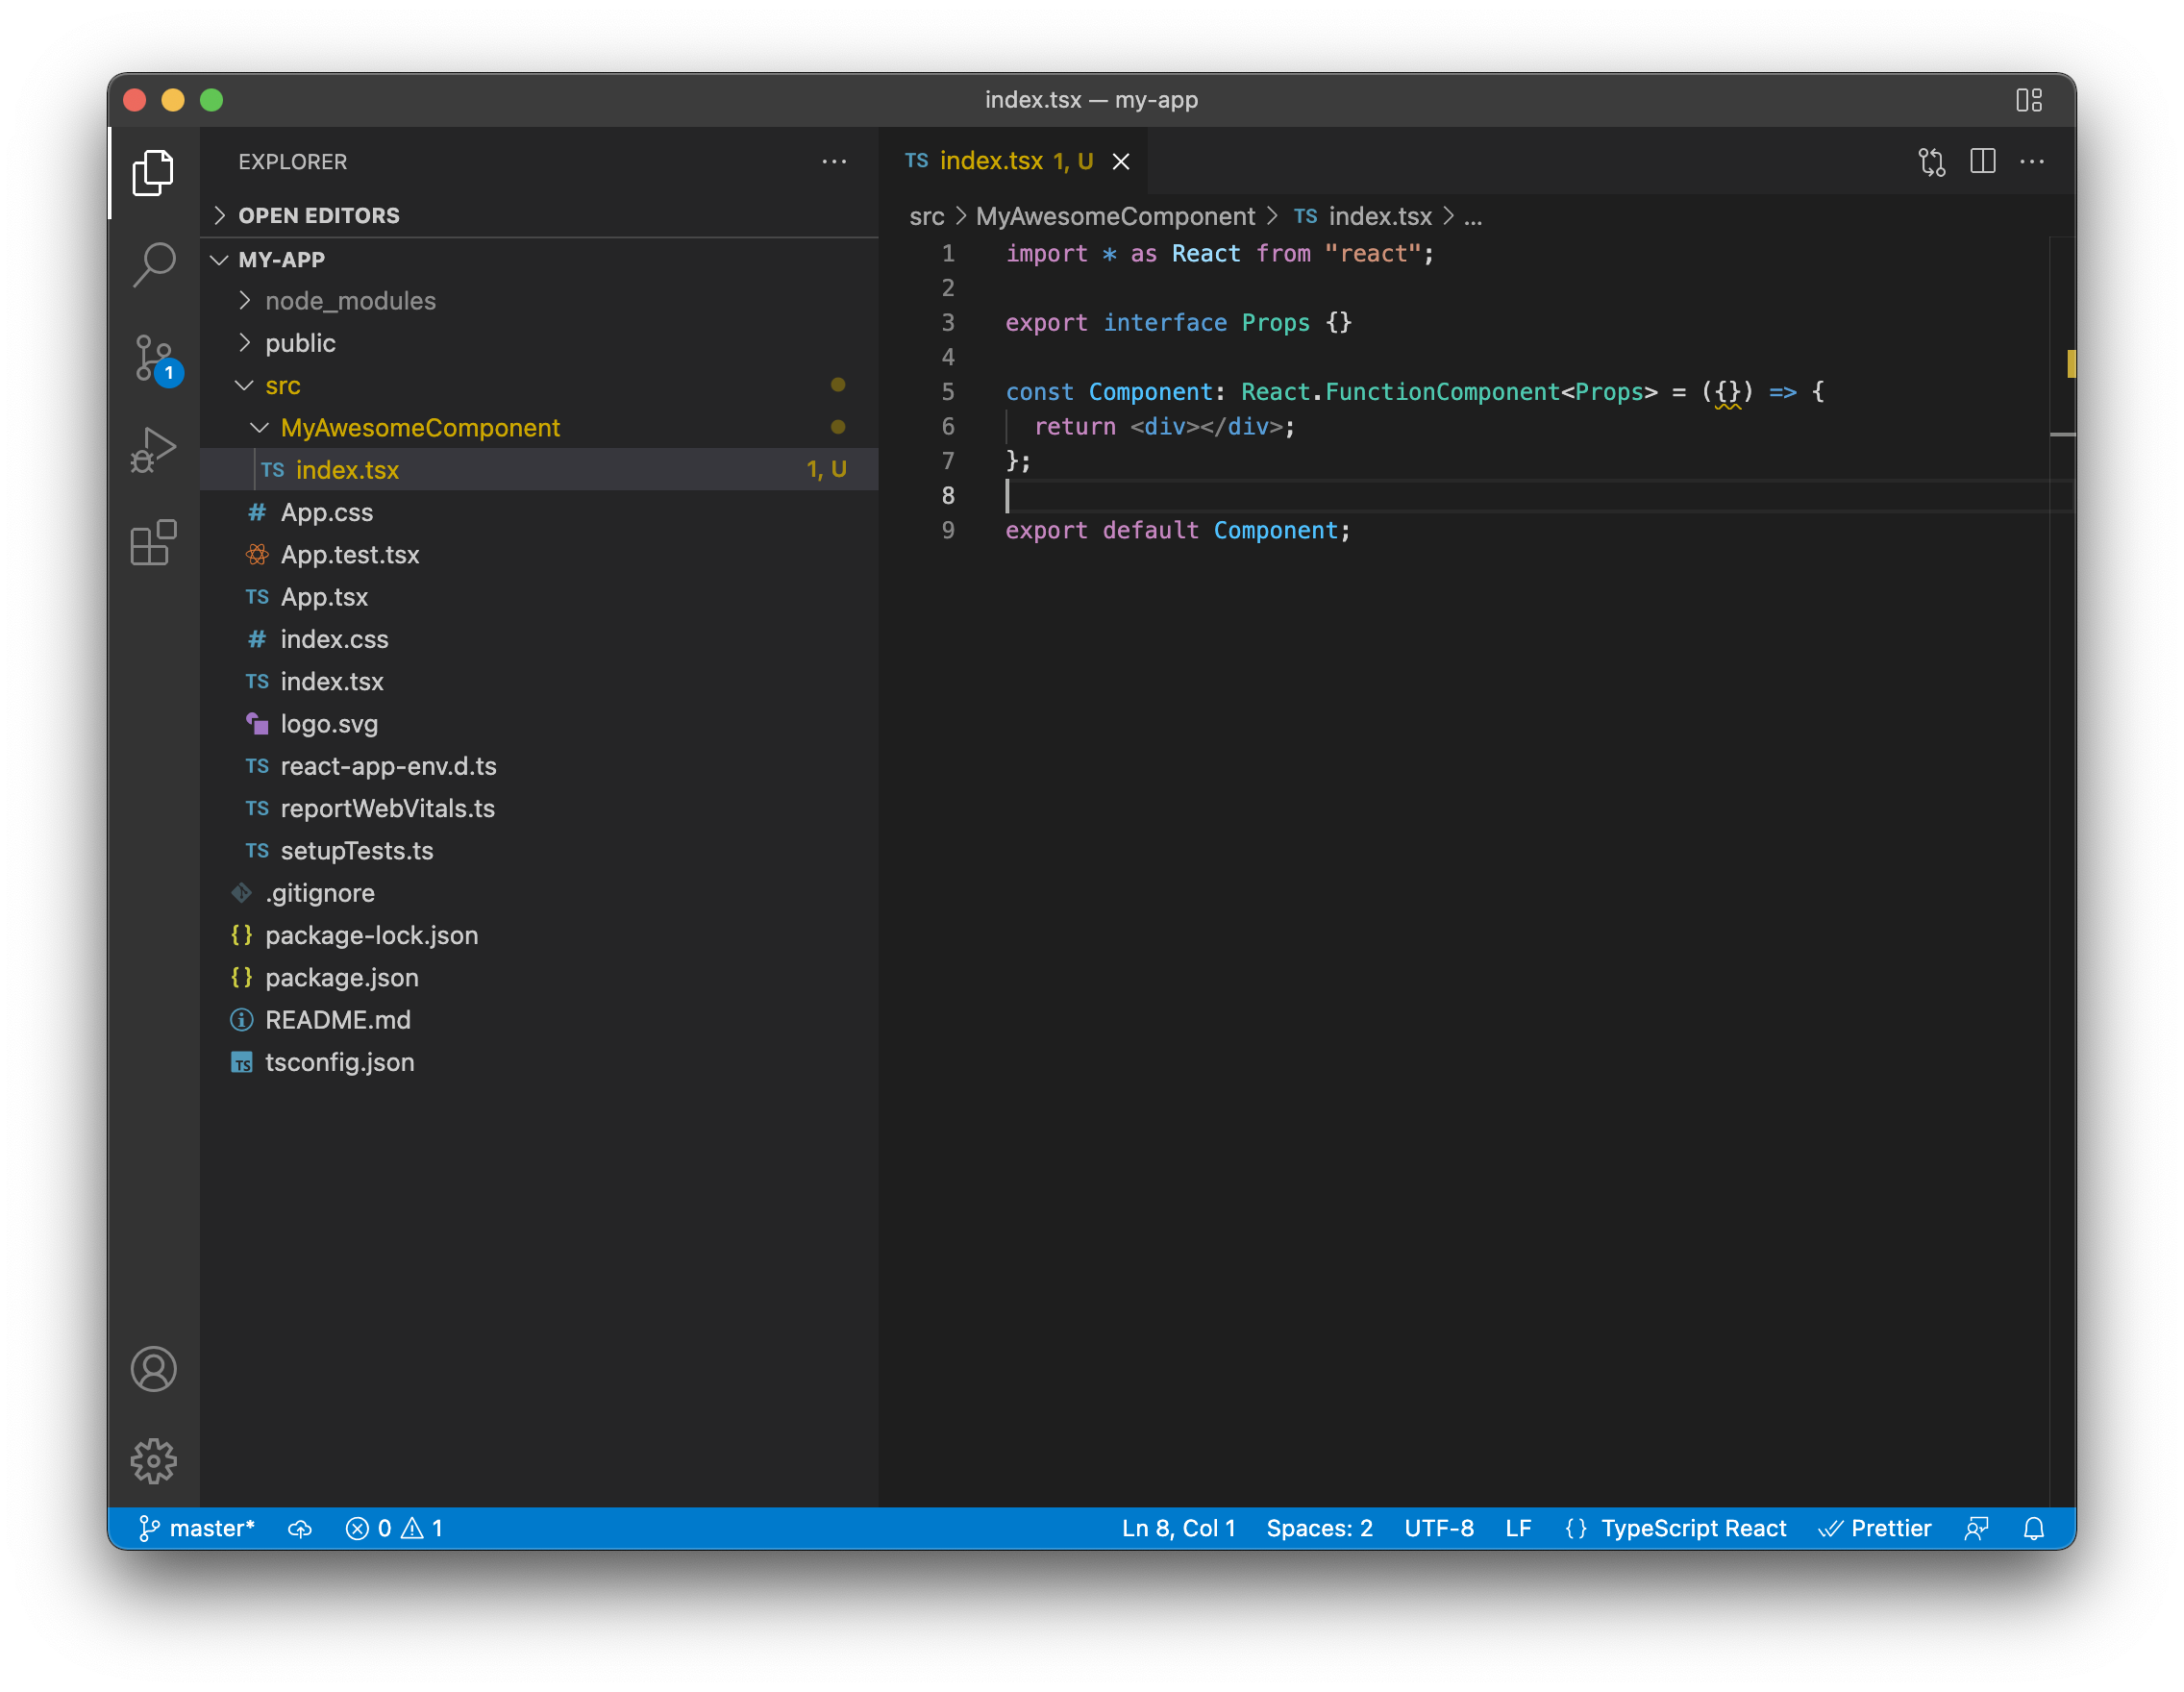 index.tsx — my-app
EXPLORER
OPEN EDITORS
MY-APP
node_modules
public
src
MyAwesomeComponent
TS index.tsx 1, U
# App.css
App.test.tsx
TS App.tsx
# index.css
TS index.tsx
logo.svg
TS react-app-env.d.ts
TS reportWebVitals.ts
TS setupTests.ts
.gitignore
{} package-lock.json
{} package.json
README.md
TS tsconfig.json
1
TS index.tsx 1, U
src > MyAwesomeComponent > TS index.tsx > ...
1 import * as React from "react";
2
3 export interface Props {}
4
5 const Component: React.FunctionComponent<Props> = ({}) => {
6 return <div></div>;
7 };
8
9 export default Component;
master* 0 1
Ln 8, Col 1 Spaces: 2 UTF-8 LF {} TypeScript React Prettier